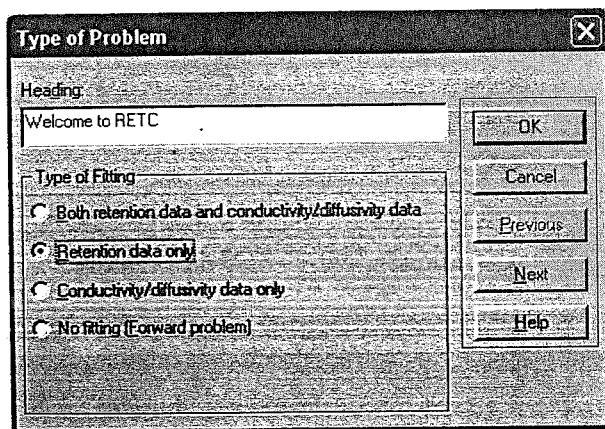 Type of Problem
Heading:
Welcome to RETC
Type of Fitting
Both retention data and conductivity/diffusivity data
Retention data only
Conductivity/diffusivity data only
No fitting (Forward problem)
OK
Cancel
Previous
Next
Help